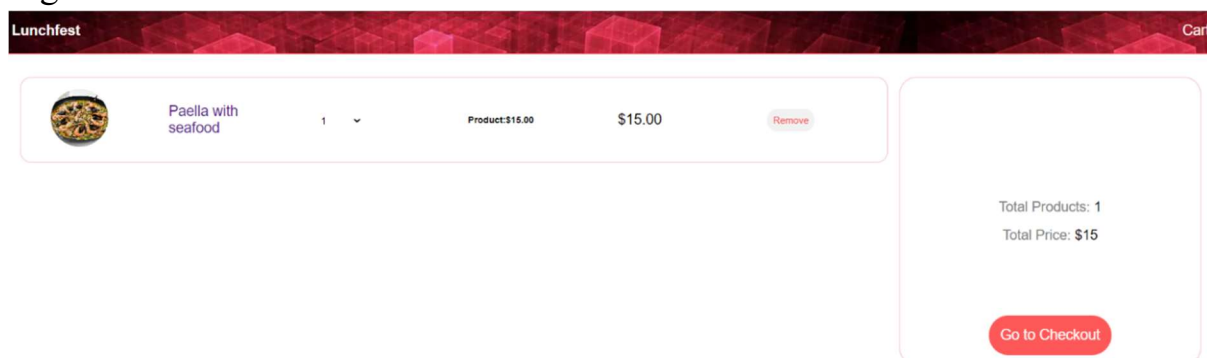 Lunchfest
Paella with
seafood
1
Product:$15.00
$15.00
Remove
Total Products: 1
Total Price: $15
Go to Checkout